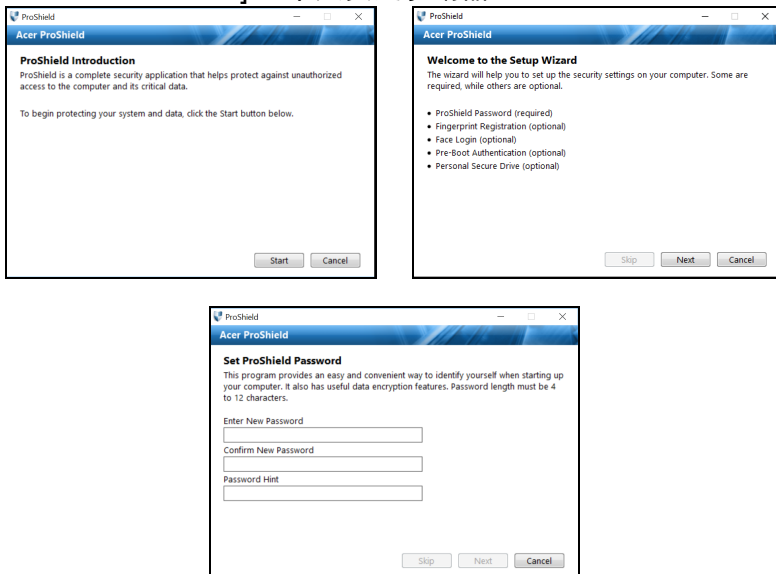 ProShield
Acer ProShield
ProShield Introduction
ProShield is a complete security application that helps protect against unauthorized
access to the computer and its critical data.
To begin protecting your system and data, click the Start button below.
Start Cancel
ProShield
Acer ProShield
Welcome to the Setup Wizard
The wizard will help you to set up the security settings on your computer. Some are
required, while others are optional.
• ProShield Password (required)
• Fingerprint Registration (optional)
• Face Login (optional)
• Pre-Boot Authentication (optional)
• Personal Secure Drive (optional)
Skip Next Cancel
ProShield
Acer ProShield
Set ProShield Password
This program provides an easy and convenient way to identify yourself when starting up
your computer. It also has useful data encryption features. Password length must be 4
to 12 characters.
Enter New Password
Confirm New Password
Password Hint
Skip Next Cancel